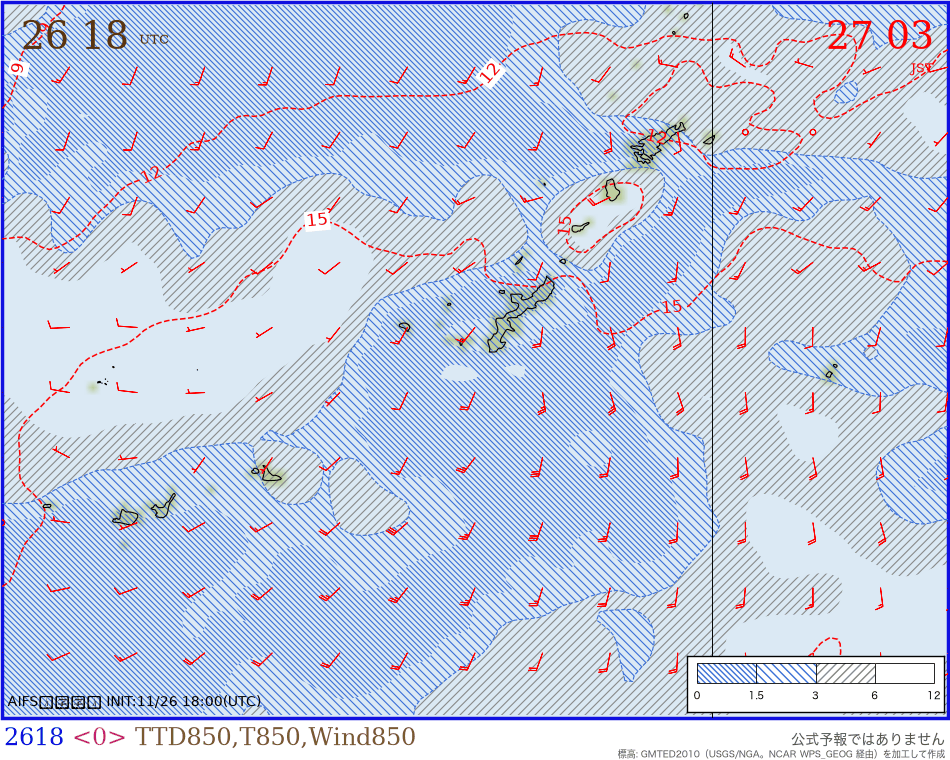 26 18 UTC
27 03
JST
9
12
12
12
15
15
15
AIFS INIT:11/26 18:00(UTC)
0 1.5 3 6 12
2618 <0> TTD850,T850,Wind850
公式予報ではありません
標高: GMTED2010（USGS/NGA。NCAR WPS_GEOG 経由）を加工して作成